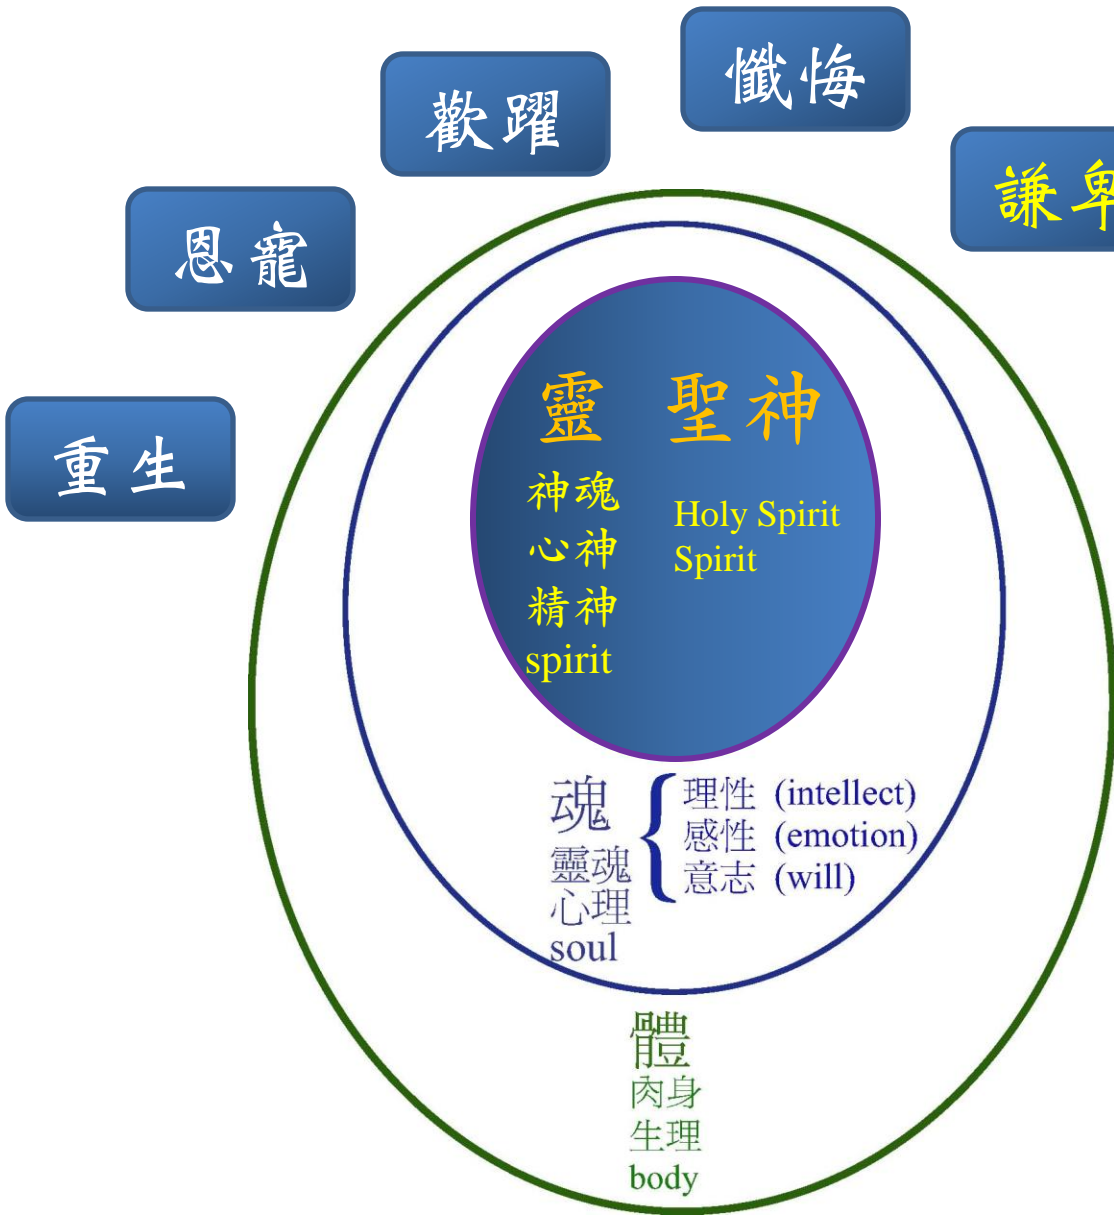 懺悔
歡躍
謙卑
恩寵
重生
靈 聖神
神魂
心神
精神
spirit
Holy Spirit
Spirit
魂
靈魂
心理
soul
理性 (intellect)
感性 (emotion)
意志 (will)
體
肉身
生理
body